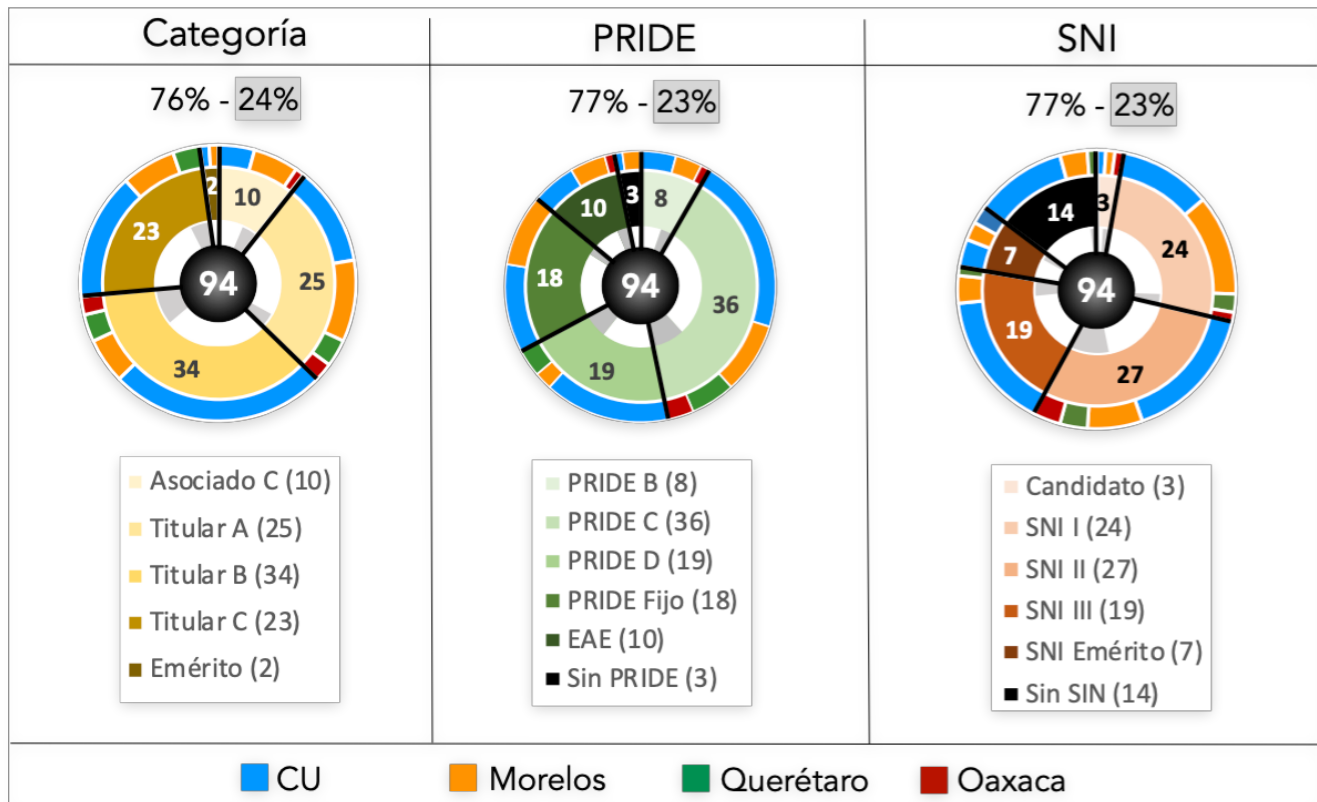 Categoría
PRIDE
SNI
76% - 24%
77% - 23%
77% - 23%
2
10
23
25
94
34
3
8
10
18
94
36
19
3
14
24
7
94
19
27
Asociado C (10)
Titular A (25)
Titular B (34)
Titular C (23)
Emérito (2)
PRIDE B (8)
PRIDE C (36)
PRIDE D (19)
PRIDE Fijo (18)
EAE (10)
Sin PRIDE (3)
Candidato (3)
SNI I (24)
SNI II (27)
SNI III (19)
SNI Emérito (7)
Sin SIN (14)
CU
Morelos
Querétaro
Oaxaca